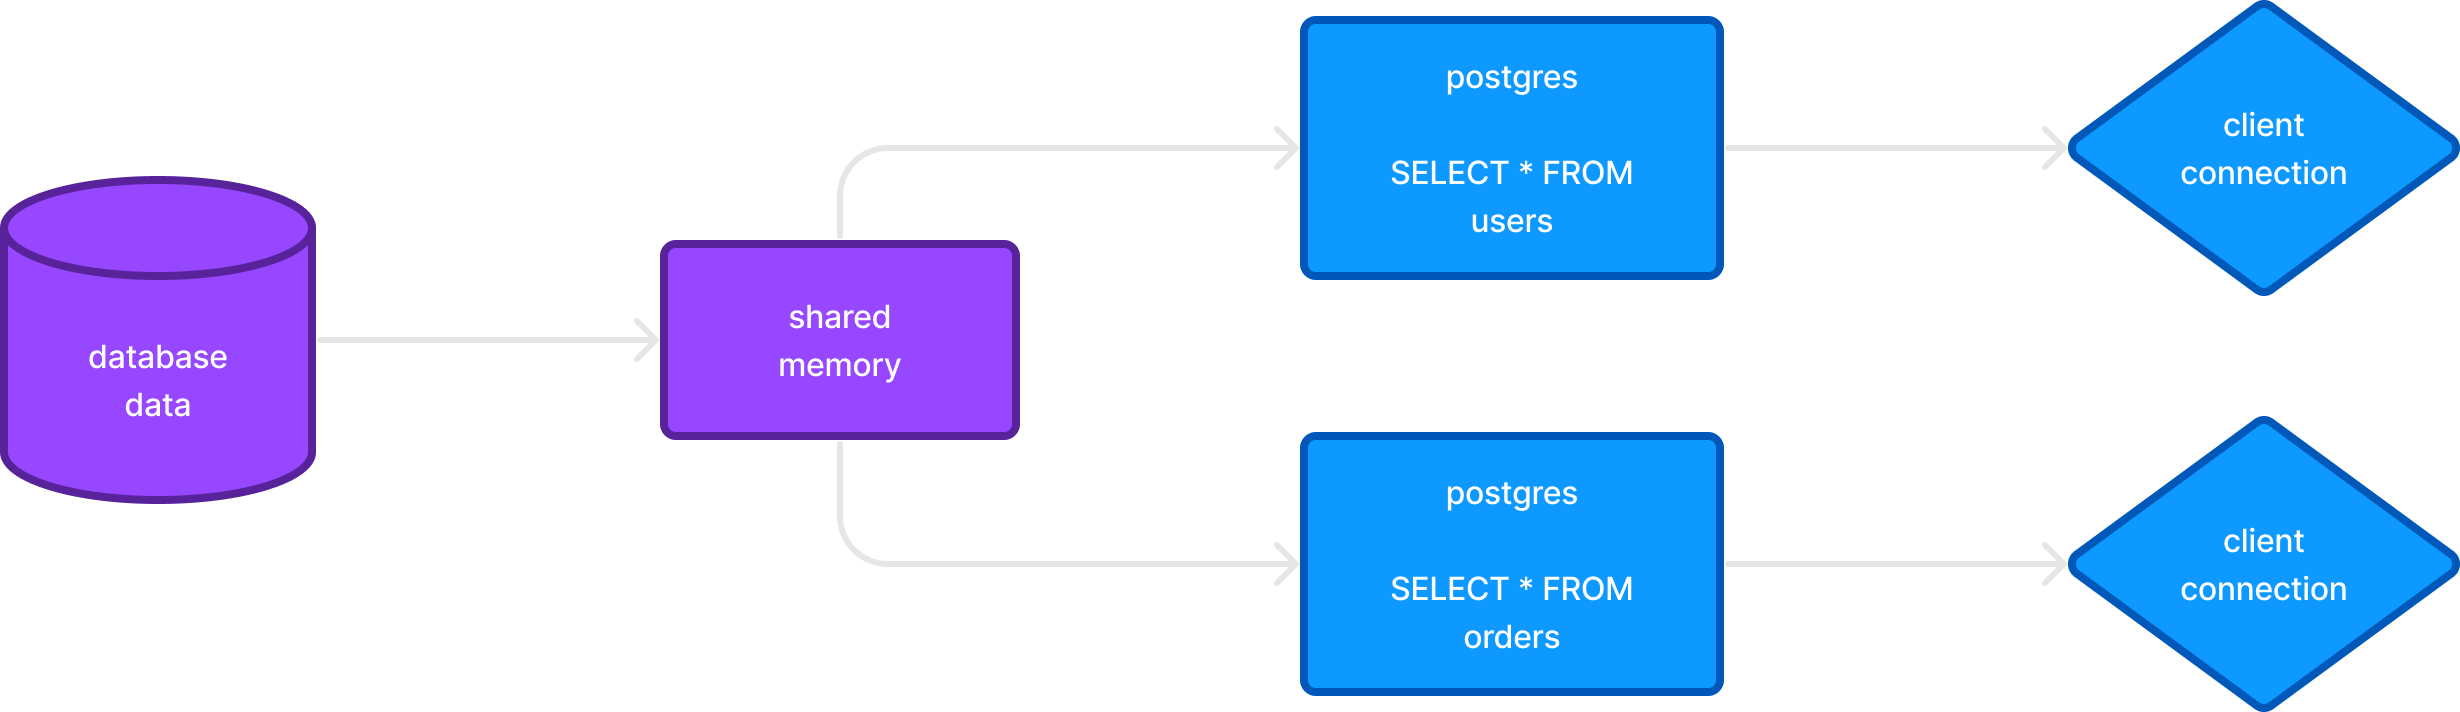 database
data
shared
memory
postgres
SELECT * FROM
users
client
connection
postgres
SELECT * FROM
orders
client
connection